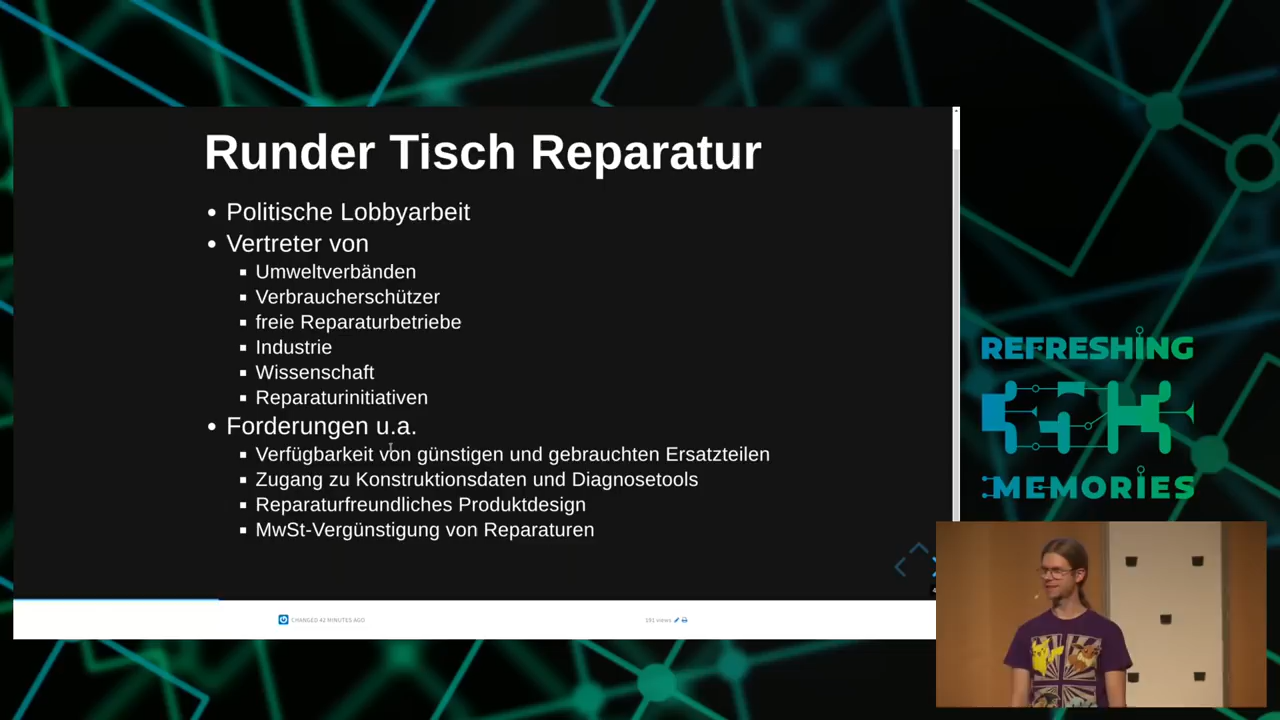 Runder Tisch Reparatur
Politische Lobbyarbeit
Vertreter von
Umweltverbänden
Verbraucherschützer
freie Reparaturbetriebe
Industrie
Wissenschaft
Reparaturinitiativen
Forderungen u.a.
Verfügbarkeit von günstigen und gebrauchten Ersatzteilen
Zugang zu Konstruktionsdaten und Diagnosetools
Reparaturfreundliches Produktdesign
MwSt-Vergünstigung von Reparaturen
CHANGED 42 MINUTES AGO
191 views
REFRESHING
MEMORIES